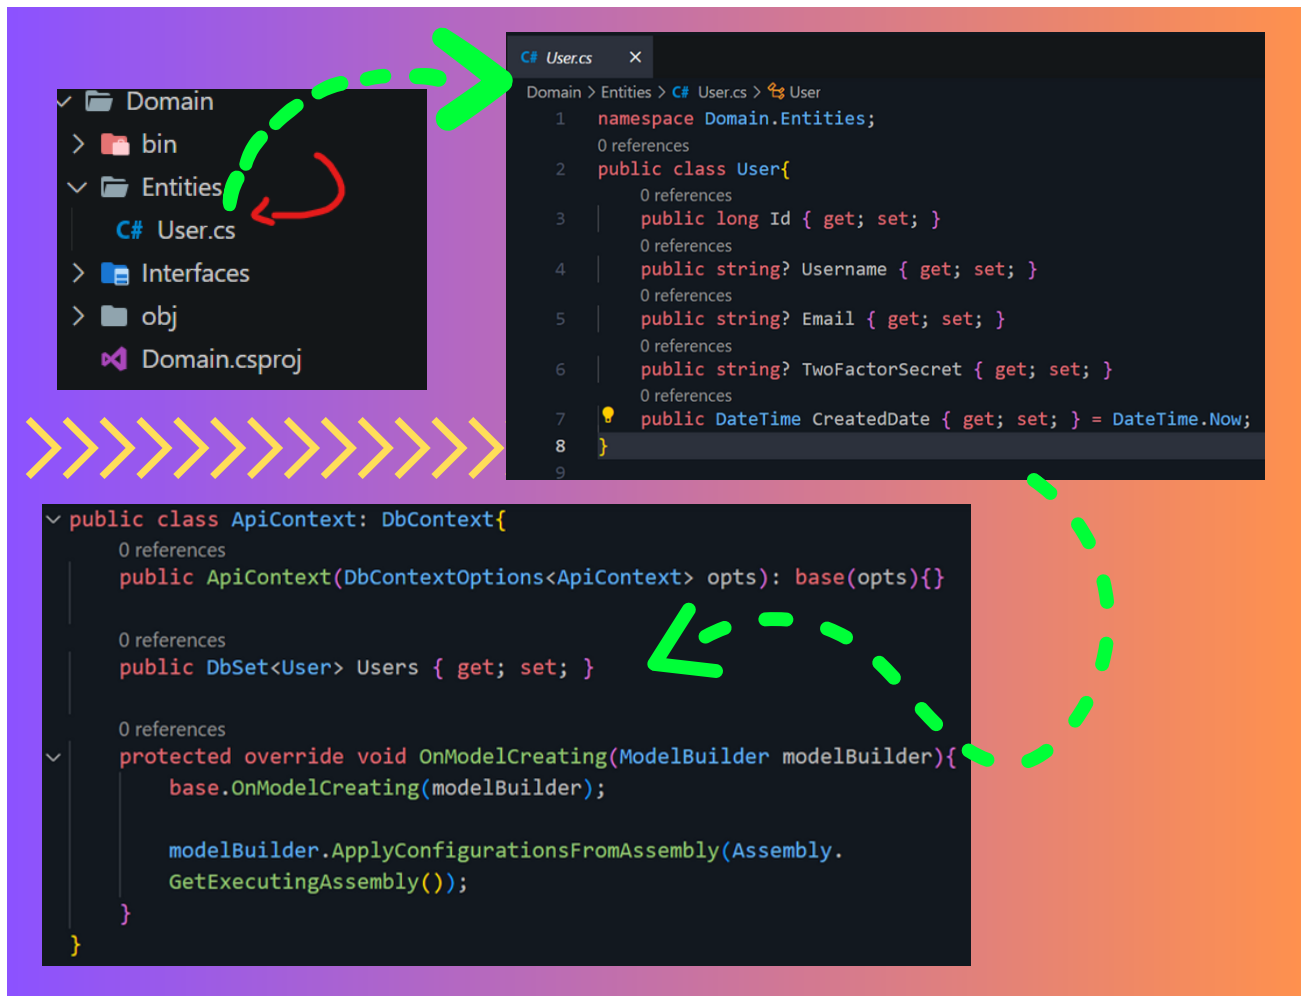 Domain
bin
Entities
C# User.cs
Interfaces
obj
Domain.csproj
C# User.cs ×
Domain > Entities > C# User.cs > User
1 namespace Domain.Entities;
0 references
2 public class User{
0 references
3 public long Id { get; set; }
0 references
4 public string? Username { get; set; }
0 references
5 public string? Email { get; set; }
0 references
6 public string? TwoFactorSecret { get; set; }
0 references
7 public DateTime CreatedDate { get; set; } = DateTime.Now;
8 }
9
public class ApiContext: DbContext{
0 references
public ApiContext(DbContextOptions<ApiContext> opts): base(opts){}
0 references
public DbSet<User> Users { get; set; }
0 references
protected override void OnModelCreating(ModelBuilder modelBuilder){
base.OnModelCreating(modelBuilder);
modelBuilder.ApplyConfigurationsFromAssembly(Assembly.
GetExecutingAssembly());
}
}